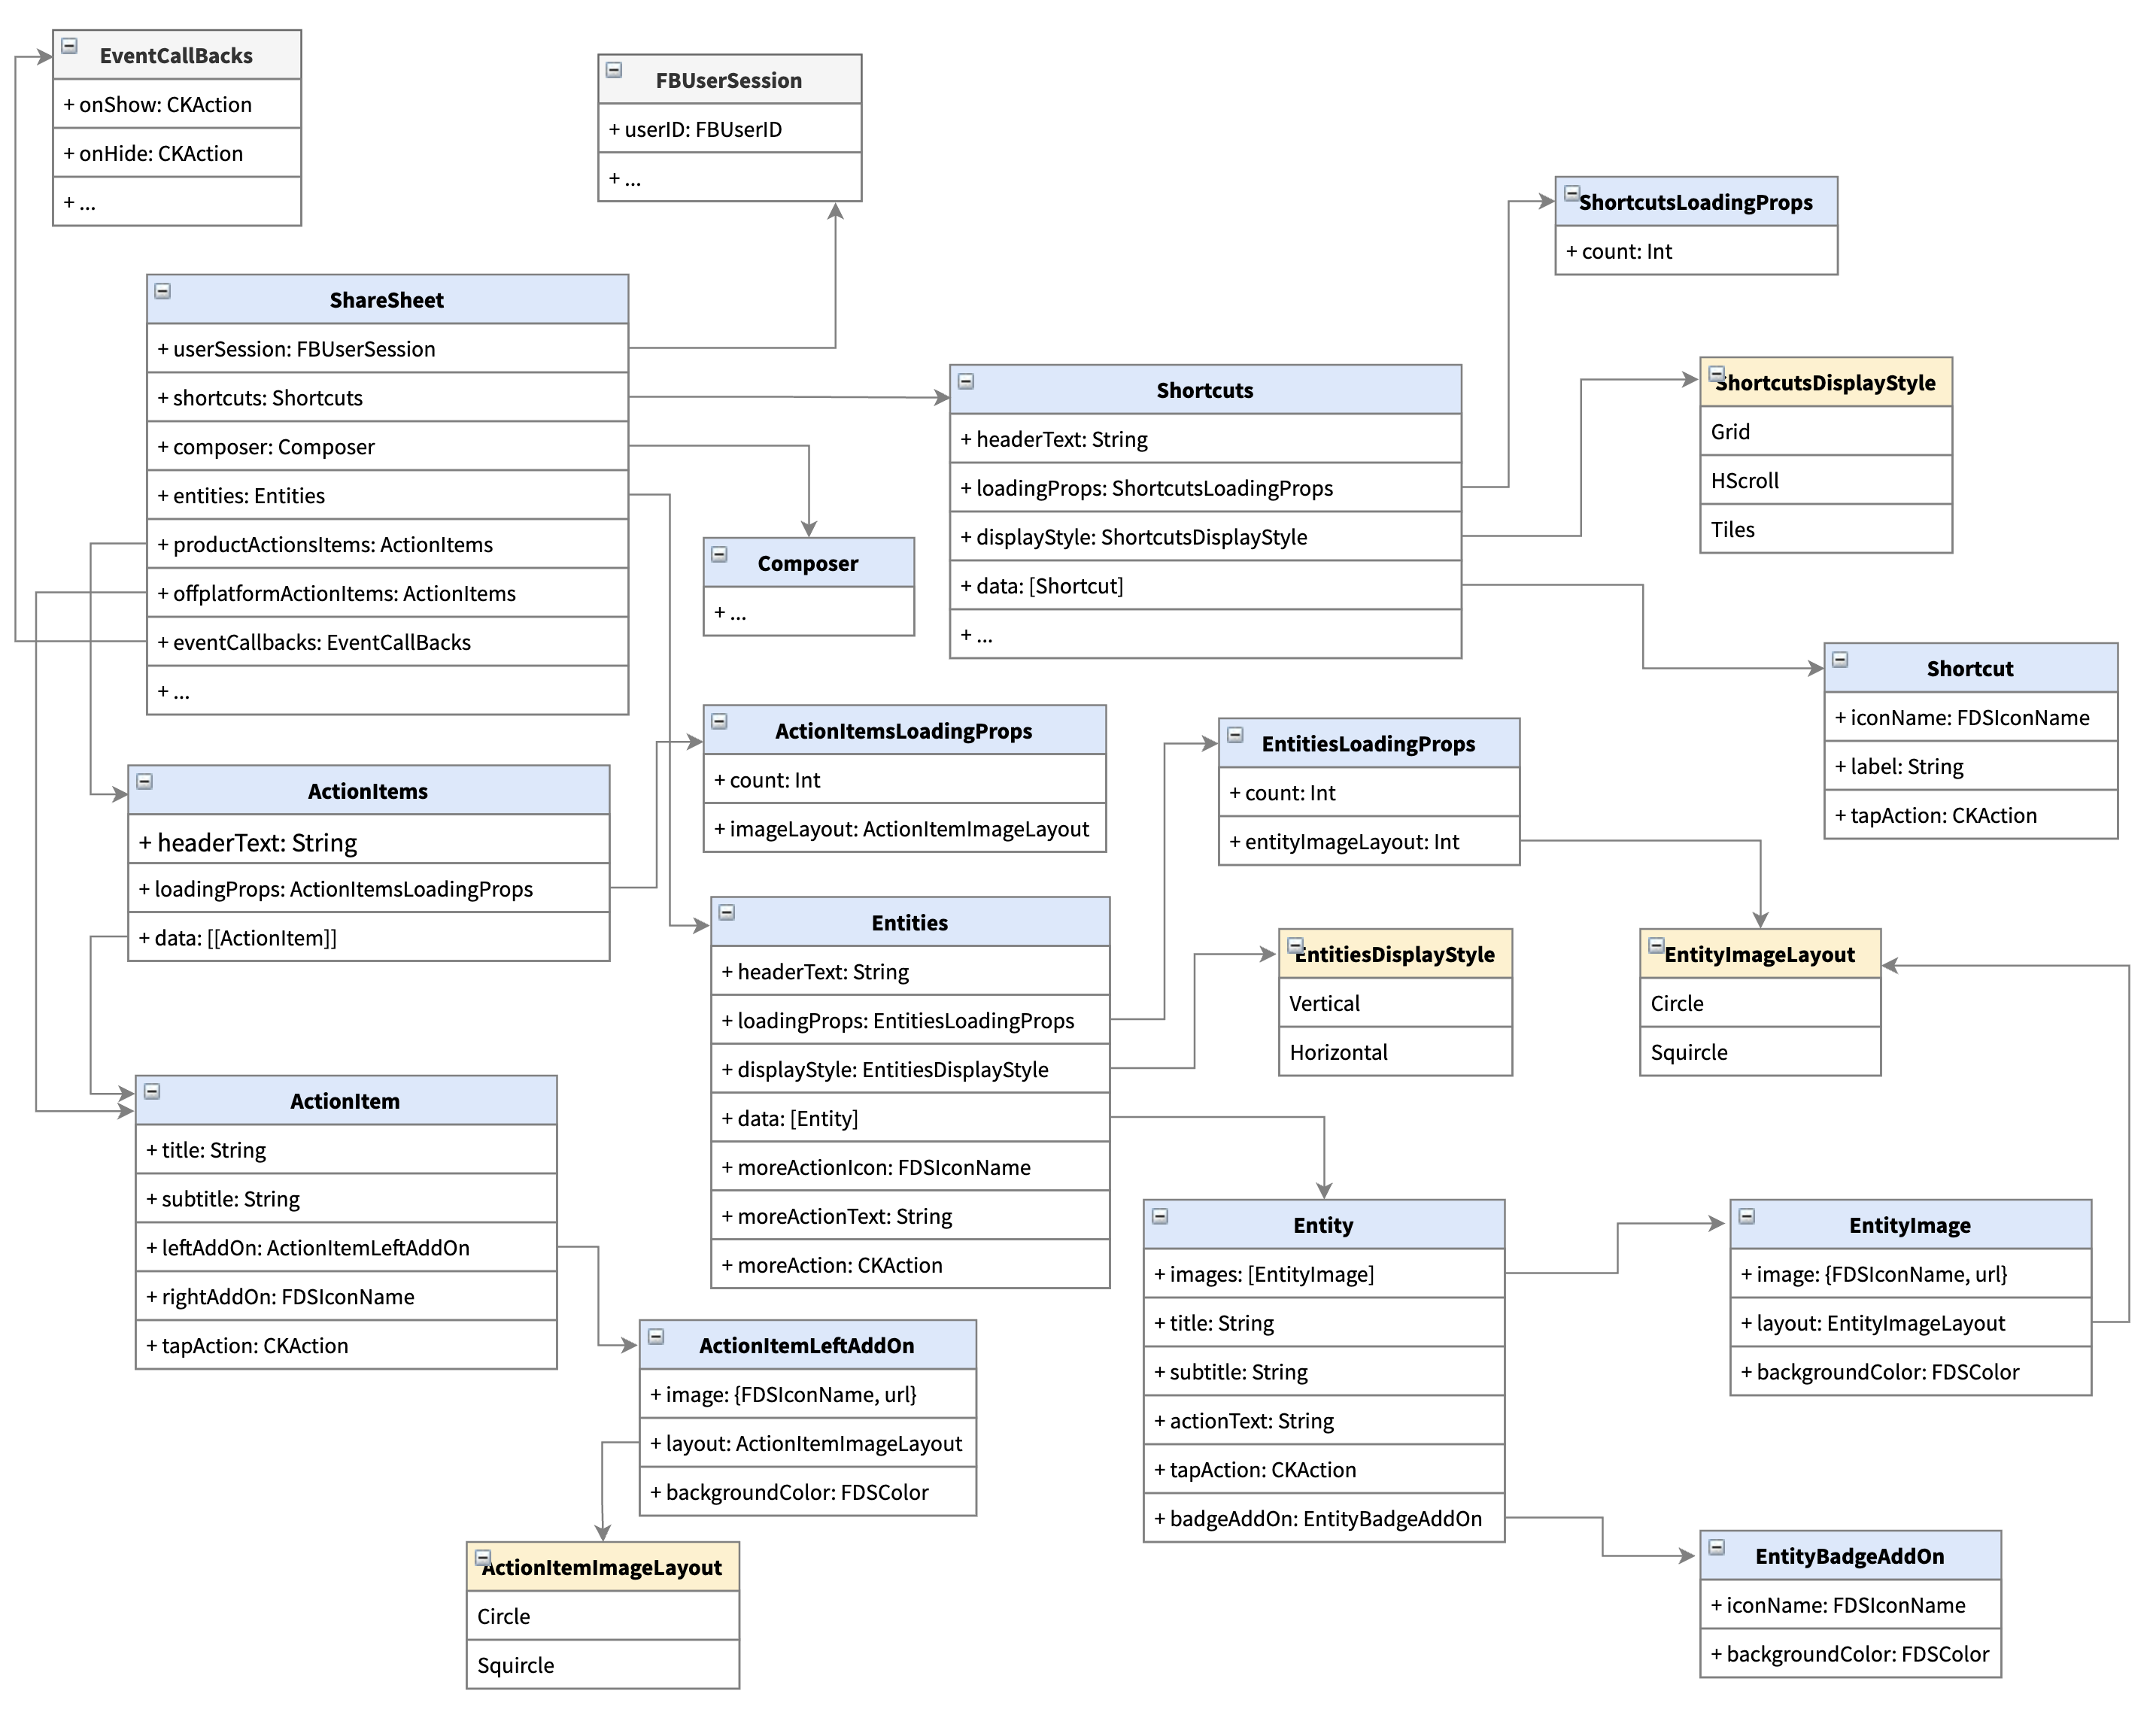 EventCallBacks
+ onShow: CKAction
+ onHide: CKAction
+ ...
FBUserSession
+ userID: FBUserID
+ ...
ShortcutsLoadingProps
+ count: Int
ShareSheet
+ userSession: FBUserSession
+ shortcuts: Shortcuts
+ composer: Composer
+ entities: Entities
+ productActionsItems: ActionItems
+ offplatformActionItems: ActionItems
+ eventCallbacks: EventCallBacks
+ ...
Shortcuts
+ headerText: String
+ loadingProps: ShortcutsLoadingProps
+ displayStyle: ShortcutsDisplayStyle
+ data: [Shortcut]
+ ...
ShortcutsDisplayStyle
Grid
HScroll
Tiles
Composer
+ ...
Shortcut
+ iconName: FDSIconName
+ label: String
+ tapAction: CKAction
ActionItems
+ headerText: String
+ loadingProps: ActionItemsLoadingProps
+ data: [[ActionItem]]
ActionItemsLoadingProps
+ count: Int
+ imageLayout: ActionItemImageLayout
EntitiesLoadingProps
+ count: Int
+ entityImageLayout: Int
Entities
+ headerText: String
+ loadingProps: EntitiesLoadingProps
+ displayStyle: EntitiesDisplayStyle
+ data: [Entity]
+ moreActionIcon: FDSIconName
+ moreActionText: String
+ moreAction: CKAction
EntitiesDisplayStyle
Vertical
Horizontal
EntityImageLayout
Circle
Squircle
ActionItem
+ title: String
+ subtitle: String
+ leftAddOn: ActionItemLeftAddOn
+ rightAddOn: FDSIconName
+ tapAction: CKAction
Entity
+ images: [EntityImage]
+ title: String
+ subtitle: String
+ actionText: String
+ tapAction: CKAction
+ badgeAddOn: EntityBadgeAddOn
EntityImage
+ image: {FDSIconName, url}
+ layout: EntityImageLayout
+ backgroundColor: FDSColor
ActionItemLeftAddOn
+ image: {FDSIconName, url}
+ layout: ActionItemImageLayout
+ backgroundColor: FDSColor
ActionItemImageLayout
Circle
Squircle
EntityBadgeAddOn
+ iconName: FDSIconName
+ backgroundColor: FDSColor